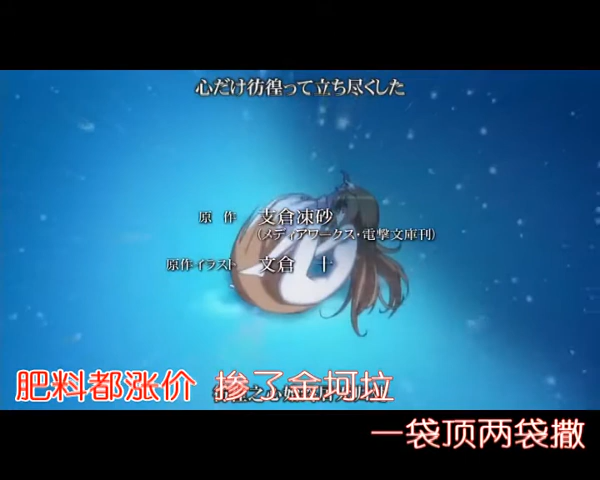 心だけ彷徨って立ち尽くした
原作 支倉凍砂
(メディアワークス・電撃文庫刊)
原作イラスト 文倉 十
肥料都涨价 掺了金坷拉
一袋顶两袋撒